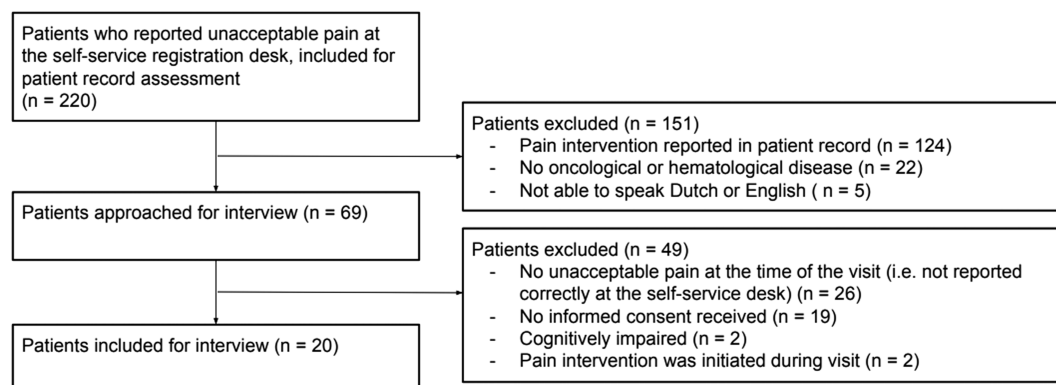 Patients who reported unacceptable pain at
the self-service registration desk, included for
patient record assessment
(n = 220)
Patients excluded (n = 151)
- Pain intervention reported in patient record (n = 124)
- No oncological or hematological disease (n = 22)
- Not able to speak Dutch or English ( n = 5)
Patients approached for interview (n = 69)
Patients excluded (n = 49)
- No unacceptable pain at the time of the visit (i.e. not reported
correctly at the self-service desk) (n = 26)
- No informed consent received (n = 19)
- Cognitively impaired (n = 2)
- Pain intervention was initiated during visit (n = 2)
Patients included for interview (n = 20)